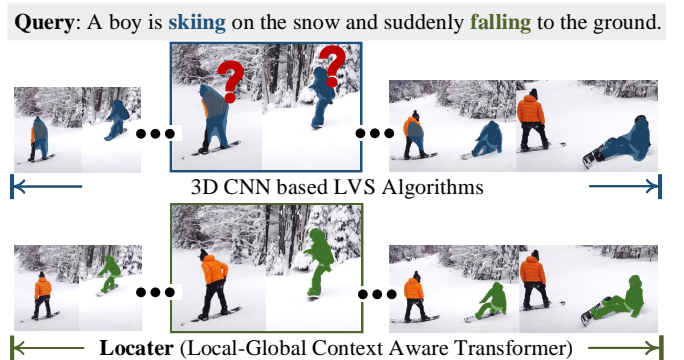 Query: A boy is skiing on the snow and suddenly falling to the ground.
? ?
3D CNN based LVS Algorithms
Locater (Local-Global Context Aware Transformer)